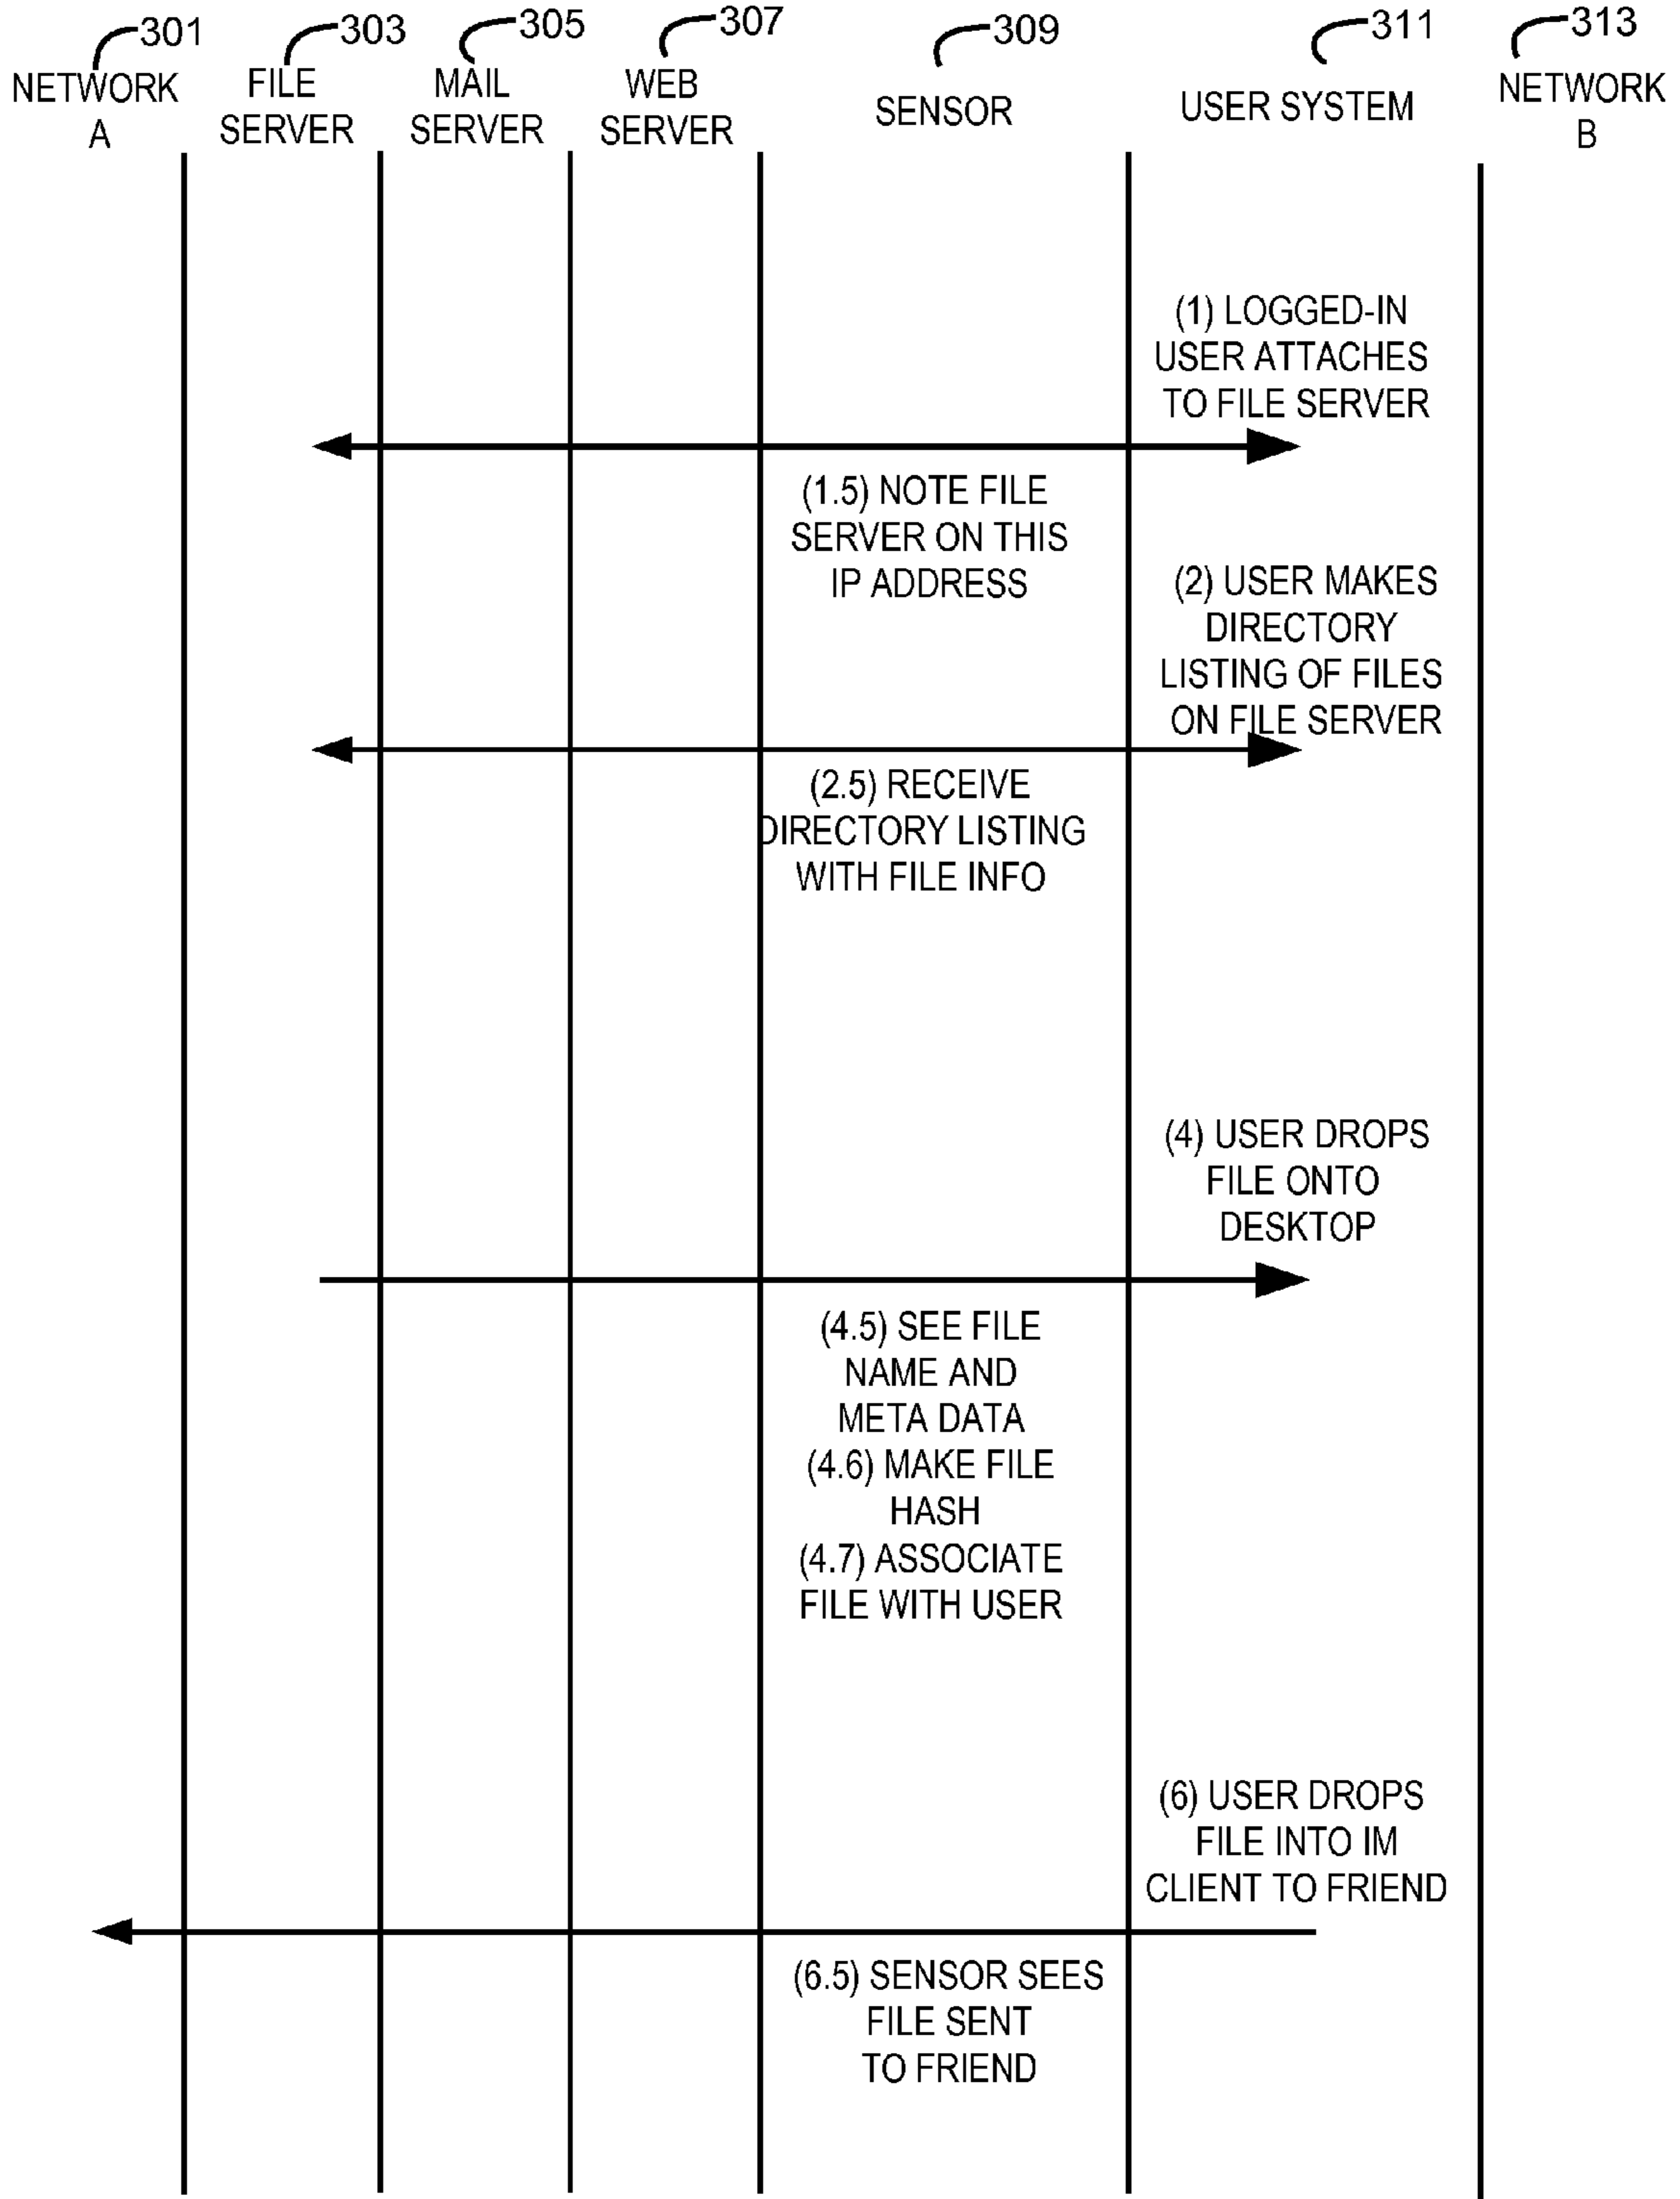 301
303
305
307
309
311
313
NETWORK
A
FILE
SERVER
MAIL
SERVER
WEB
SERVER
SENSOR
USER SYSTEM
NETWORK
B
(1) LOGGED-IN
USER ATTACHES
TO FILE SERVER
(1.5) NOTE FILE
SERVER ON THIS
IP ADDRESS
(2) USER MAKES
DIRECTORY
LISTING OF FILES
ON FILE SERVER
(2.5) RECEIVE
DIRECTORY LISTING
WITH FILE INFO
(4) USER DROPS
FILE ONTO
DESKTOP
(4.5) SEE FILE
NAME AND
META DATA
(4.6) MAKE FILE
HASH
(4.7) ASSOCIATE
FILE WITH USER
(6) USER DROPS
FILE INTO IM
CLIENT TO FRIEND
(6.5) SENSOR SEES
FILE SENT
TO FRIEND